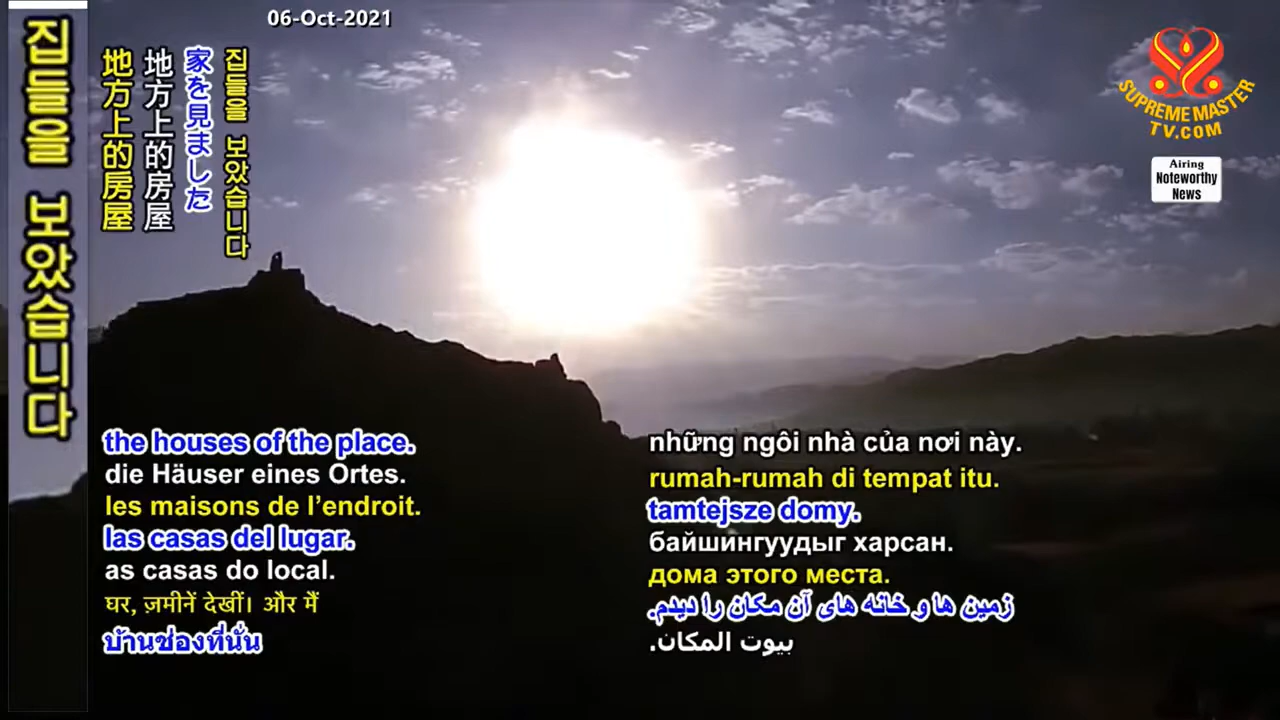 06-Oct-2021
집들을 보았습니다
地方上的房屋
地方上的房屋
家を見ました
집들을 보았습니다
SUPREME MASTER
TV.COM
Airing
Noteworthy
News
the houses of the place.
die Häuser eines Ortes.
les maisons de l’endroit.
las casas del lugar.
as casas do local.
घर, ज़मीनें देखीं। और मैं
บ้านช่องที่นั่น
những ngôi nhà của nơi này.
rumah-rumah di tempat itu.
tamtejsze domy.
байшингуудыг харсан.
дома этого места.
زمین ها و خانه های آن مکان را دیدم.
بيوت المكان.